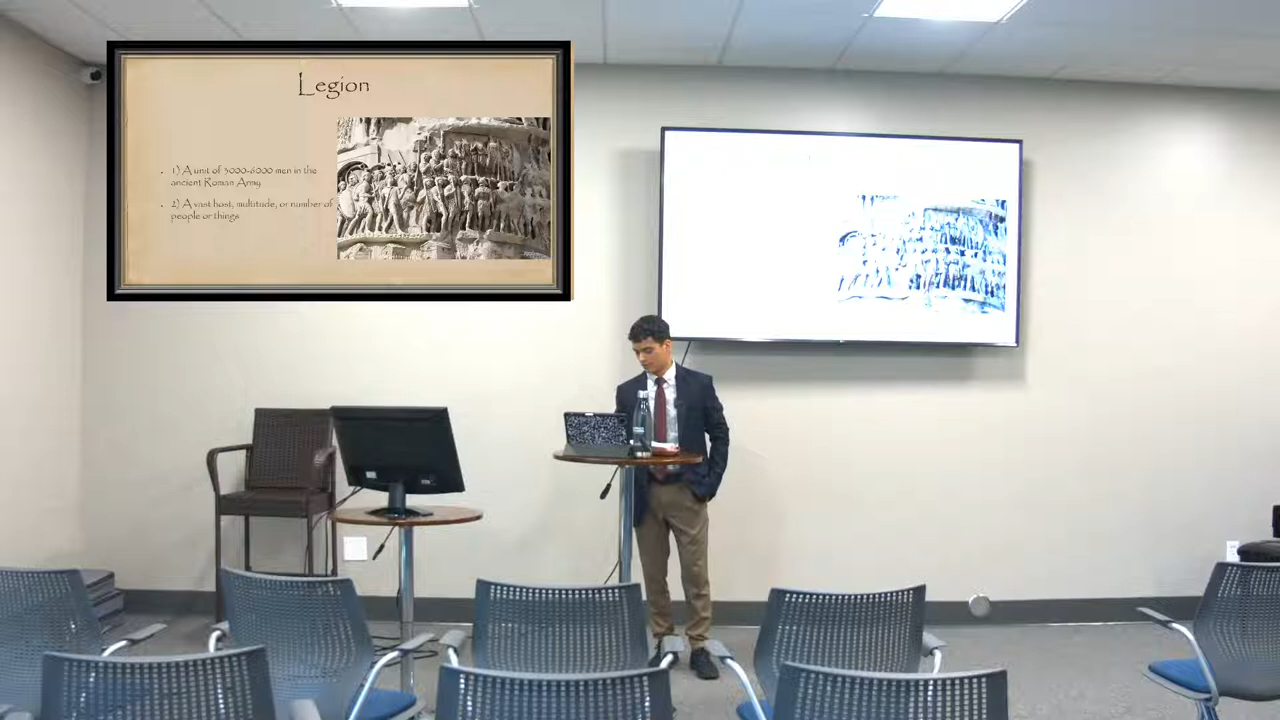 Legion
1) A unit of 3000-6000 men in the
ancient Roman Army
2) A vast host, multitude, or number of
people or things